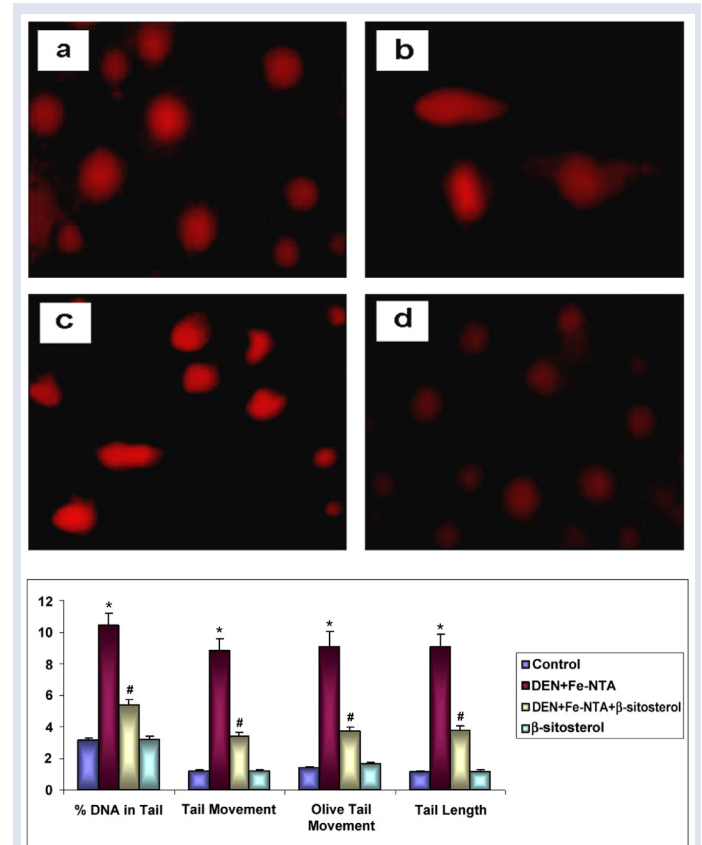 a
b
c
d
12
10
8
6
4
2
0
*
#
*
#
*
#
*
#
% DNA in Tail
Tail Movement
Olive Tail
Movement
Tail Length
Control
DEN+Fe-NTA
DEN+Fe-NTA+β-sitosterol
β-sitosterol